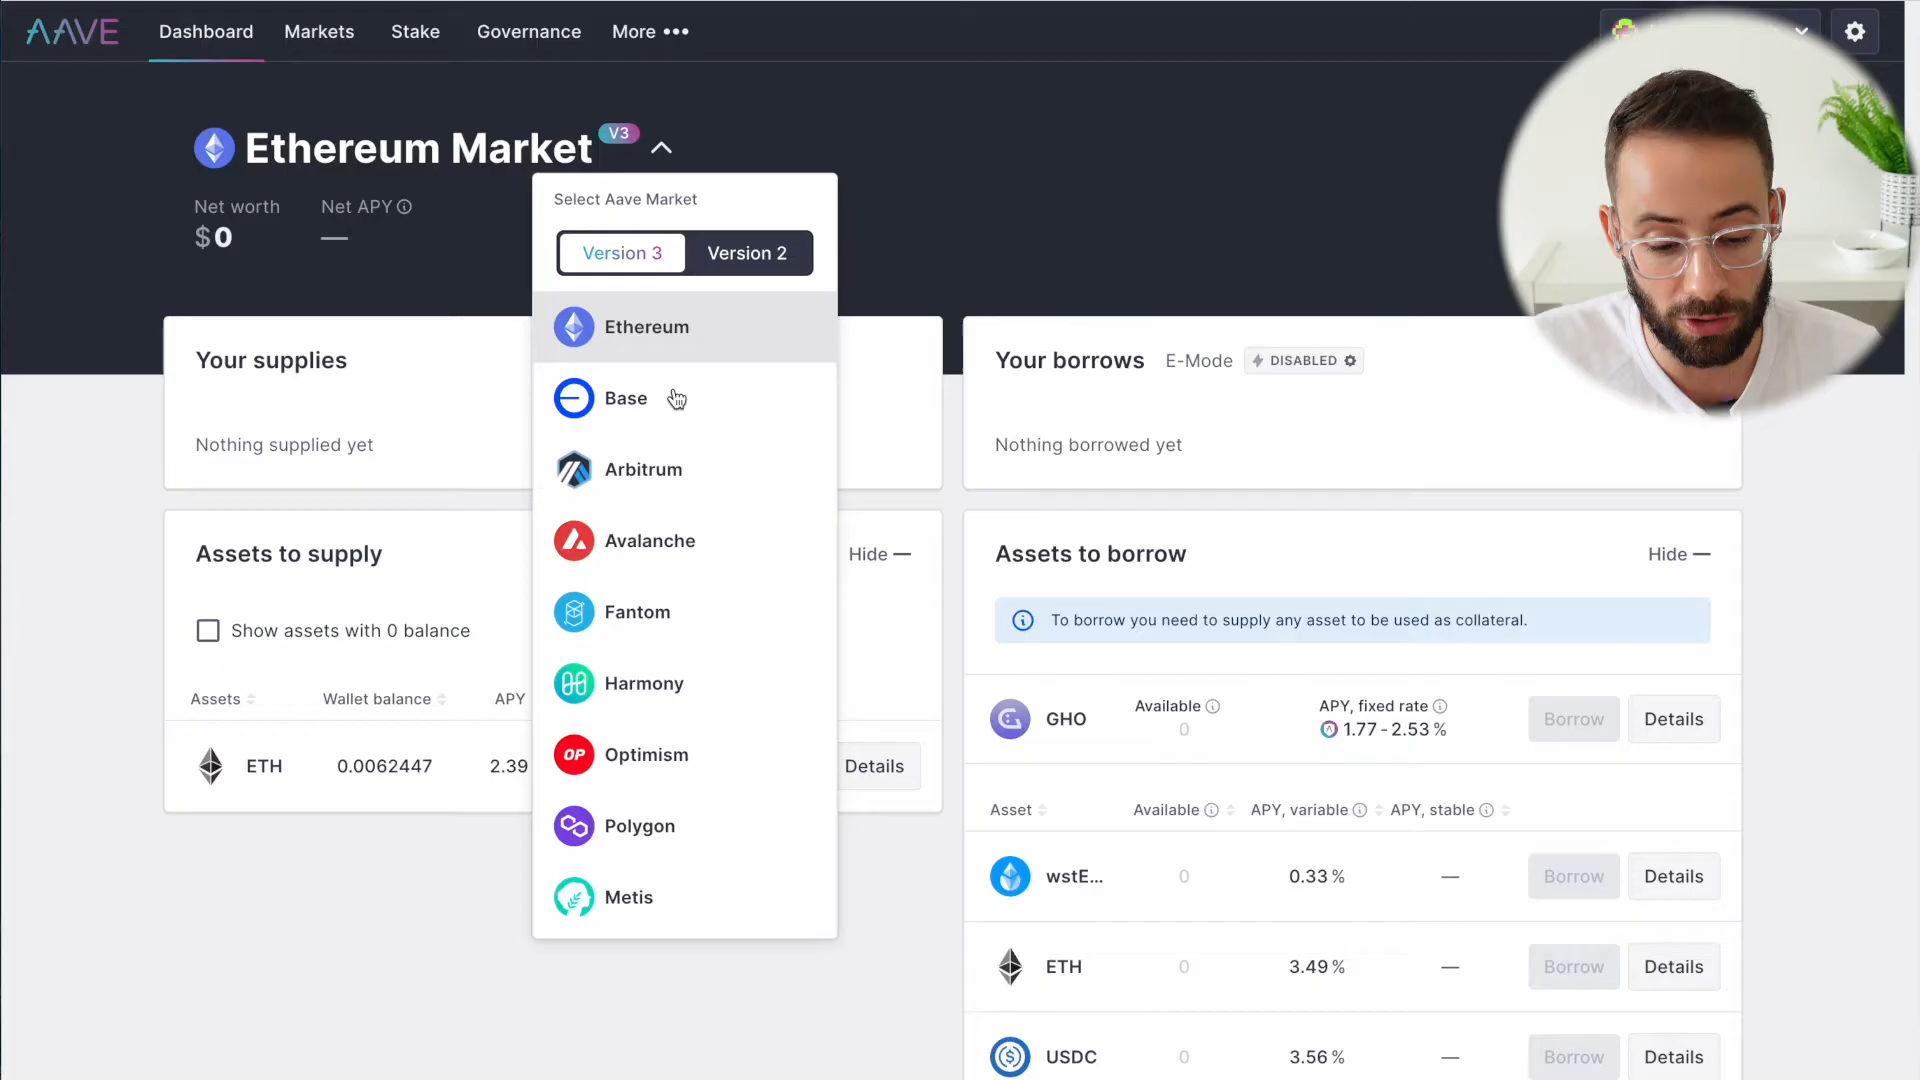 AAVE
Dashboard
Markets
Stake
Governance
More •••
Ethereum Market
V3
Net worth
$0
Net APY
—
Select Aave Market
Version 3
Version 2
Ethereum
Base
Arbitrum
Avalanche
Fantom
Harmony
OP
Optimism
Polygon
Metis
Your supplies
Nothing supplied yet
Assets to supply
Hide —
Show assets with 0 balance
Assets
Wallet balance
APY
ETH
0.0062447
2.39
Details
Your borrows
E-Mode
DISABLED
Nothing borrowed yet
Assets to borrow
Hide —
To borrow you need to supply any asset to be used as collateral.
GHO
Available
0
APY, fixed rate
1.77 - 2.53 %
Borrow
Details
Asset
Available
APY, variable
APY, stable
wstE...
0
0.33 %
—
Borrow
Details
ETH
0
3.49 %
—
Borrow
Details
USDC
0
3.56 %
—
Borrow
Details